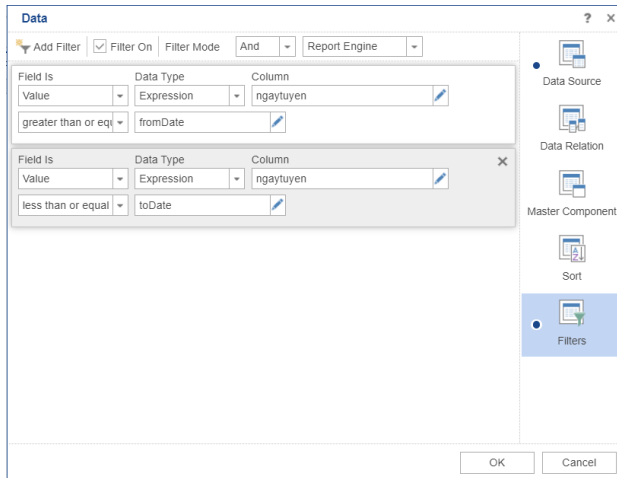 Data ? ×
Add Filter Filter On Filter Mode And Report Engine
Field Is Data Type Column
Value Expression ngaytuyen
greater than or equ fromDate
Field Is Data Type Column
Value Expression ngaytuyen
less than or equal toDate
Data Source
Data Relation
Master Component
Sort
Filters
OK Cancel